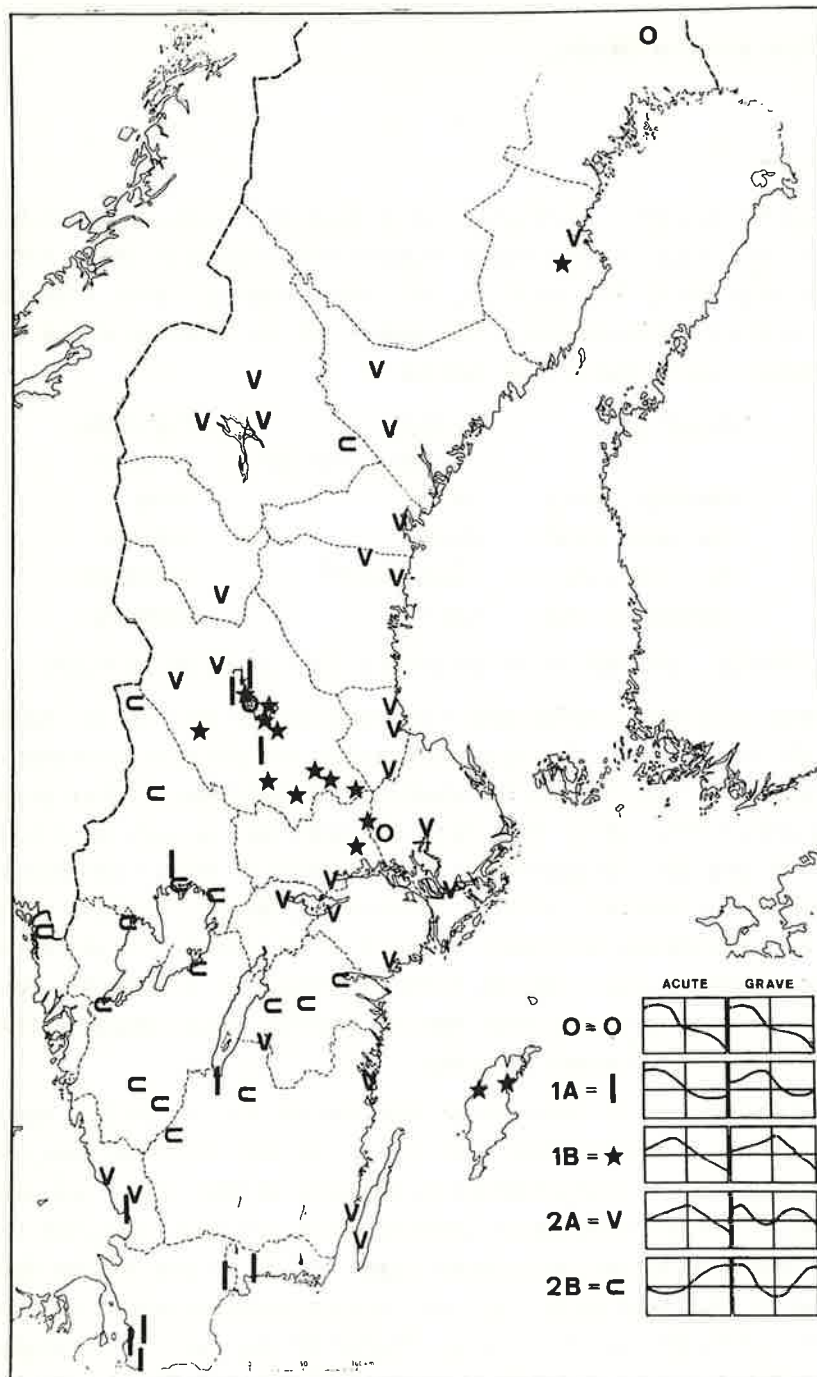 ACUTE GRAVE
O = O
1A = I
1B = ★
2A = V
2B = ⊂